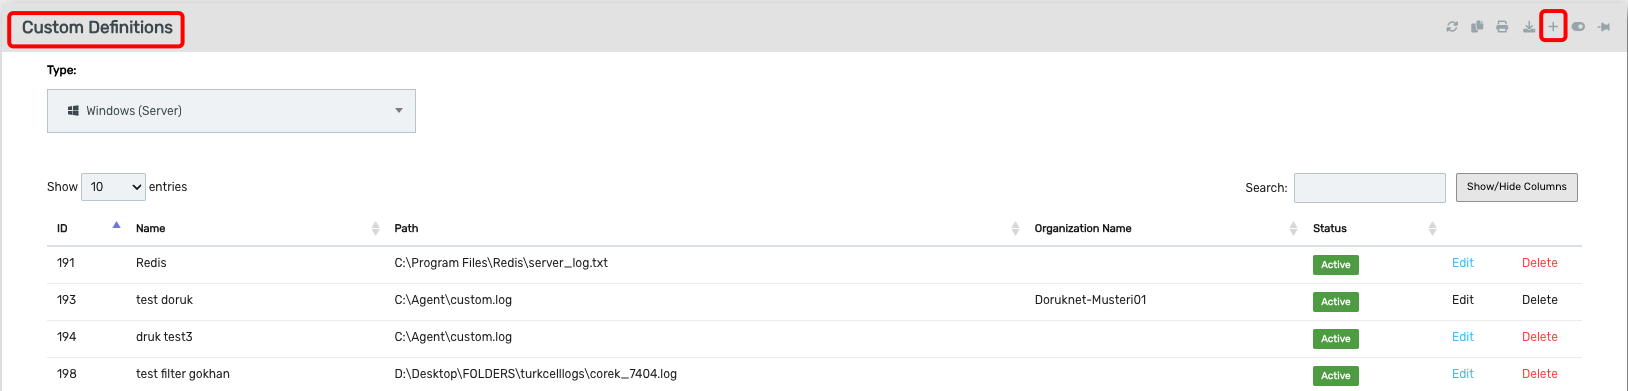 Custom Definitions
Type:
Windows (Server)
Show 10 entries
Search: Show/Hide Columns
ID Name Path Organization Name Status
191 Redis C:\Program Files\Redis\server_log.txt Active Edit Delete
193 test doruk C:\Agent\custom.log Doruknet-Musteri01 Active Edit Delete
194 druk test3 C:\Agent\custom.log Active Edit Delete
198 test filter gokhan D:\Desktop\FOLDERS\turkcelllogs\corek_7404.log Active Edit Delete